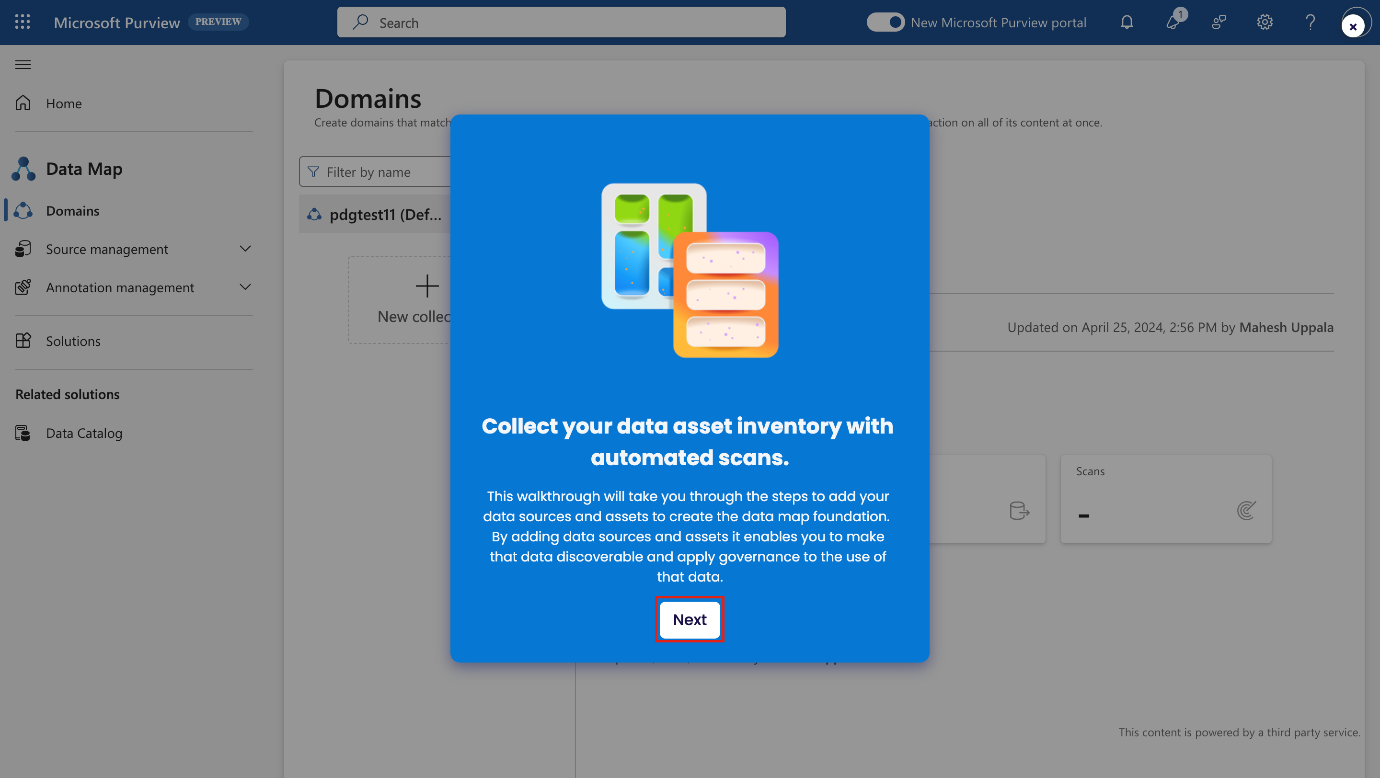 Microsoft Purview PREVIEW
Search
New Microsoft Purview portal
1
Home
Data Map
Domains
Source management
Annotation management
Solutions
Related solutions
Data Catalog
Domains
Create domains that match
action on all of its content at once.
Filter by name
pdgtest11 (Def...
New collec
Updated on April 25, 2024, 2:56 PM by Mahesh Uppala
Scans
–
Collect your data asset inventory with
automated scans.
This walkthrough will take you through the steps to add your
data sources and assets to create the data map foundation.
By adding data sources and assets it enables you to make
that data discoverable and apply governance to the use of
that data.
Next
This content is powered by a third party service.